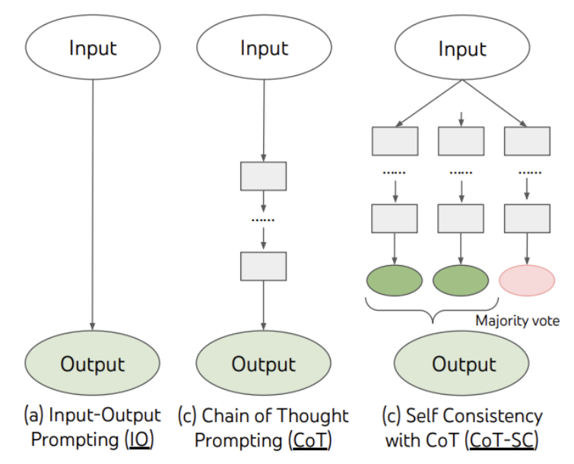 Input
Input
Input
......
......
......
......
Majority vote
Output
Output
Output
(a) Input-Output
Prompting (IO)
(c) Chain of Thought
Prompting (CoT)
(c) Self Consistency
with CoT (CoT-SC)